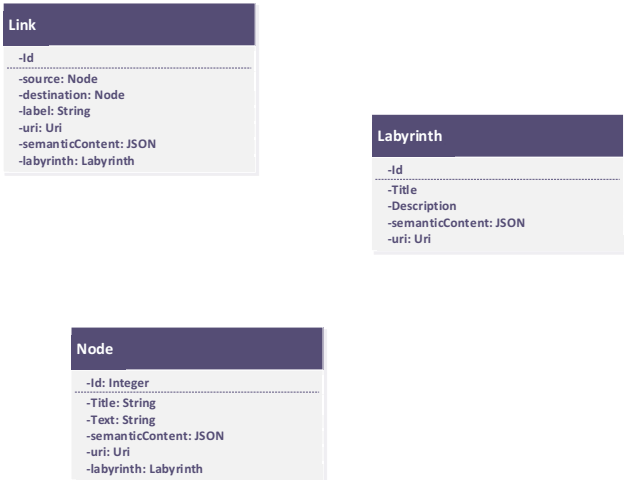 Link
-Id
-source: Node
-destination: Node
-label: String
-uri: Uri
-semanticContent: JSON
-labyrinth: Labyrinth
Labyrinth
-Id
-Title
-Description
-semanticContent: JSON
-uri: Uri
Node
-Id: Integer
-Title: String
-Text: String
-semanticContent: JSON
-uri: Uri
-labyrinth: Labyrinth